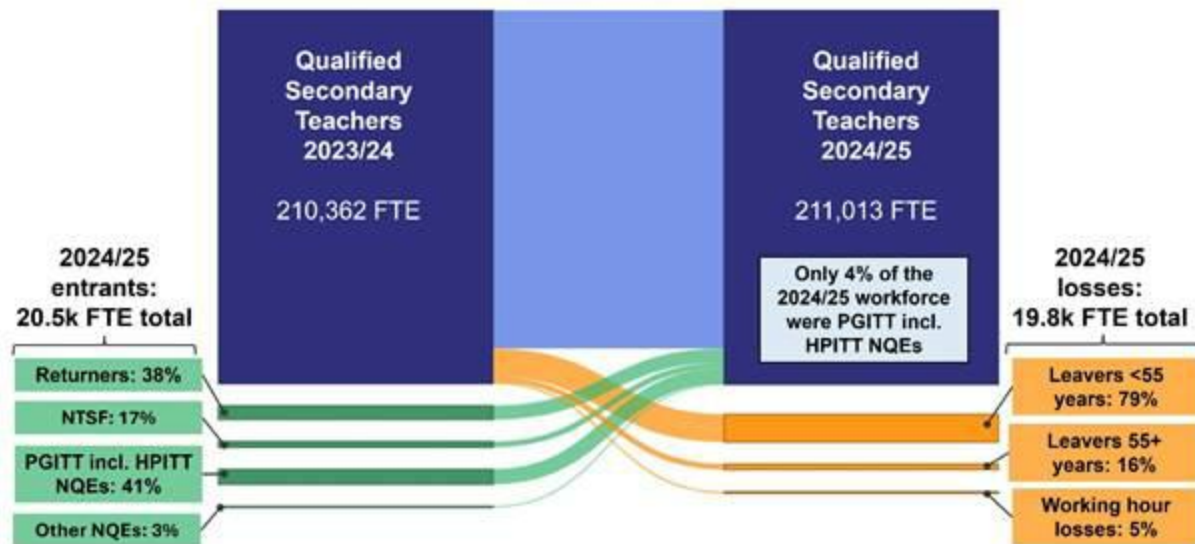 Qualified
Secondary
Teachers
2023/24
210,362 FTE
Qualified
Secondary
Teachers
2024/25
211,013 FTE
Only 4% of the
2024/25 workforce
were PGITT incl.
HPITT NQEs
2024/25
entrants:
20.5k FTE total
Returners: 38%
NTSF: 17%
PGITT incl. HPITT
NQEs: 41%
Other NQEs: 3%
2024/25
losses:
19.8k FTE total
Leavers <55
years: 79%
Leavers 55+
years: 16%
Working hour
losses: 5%